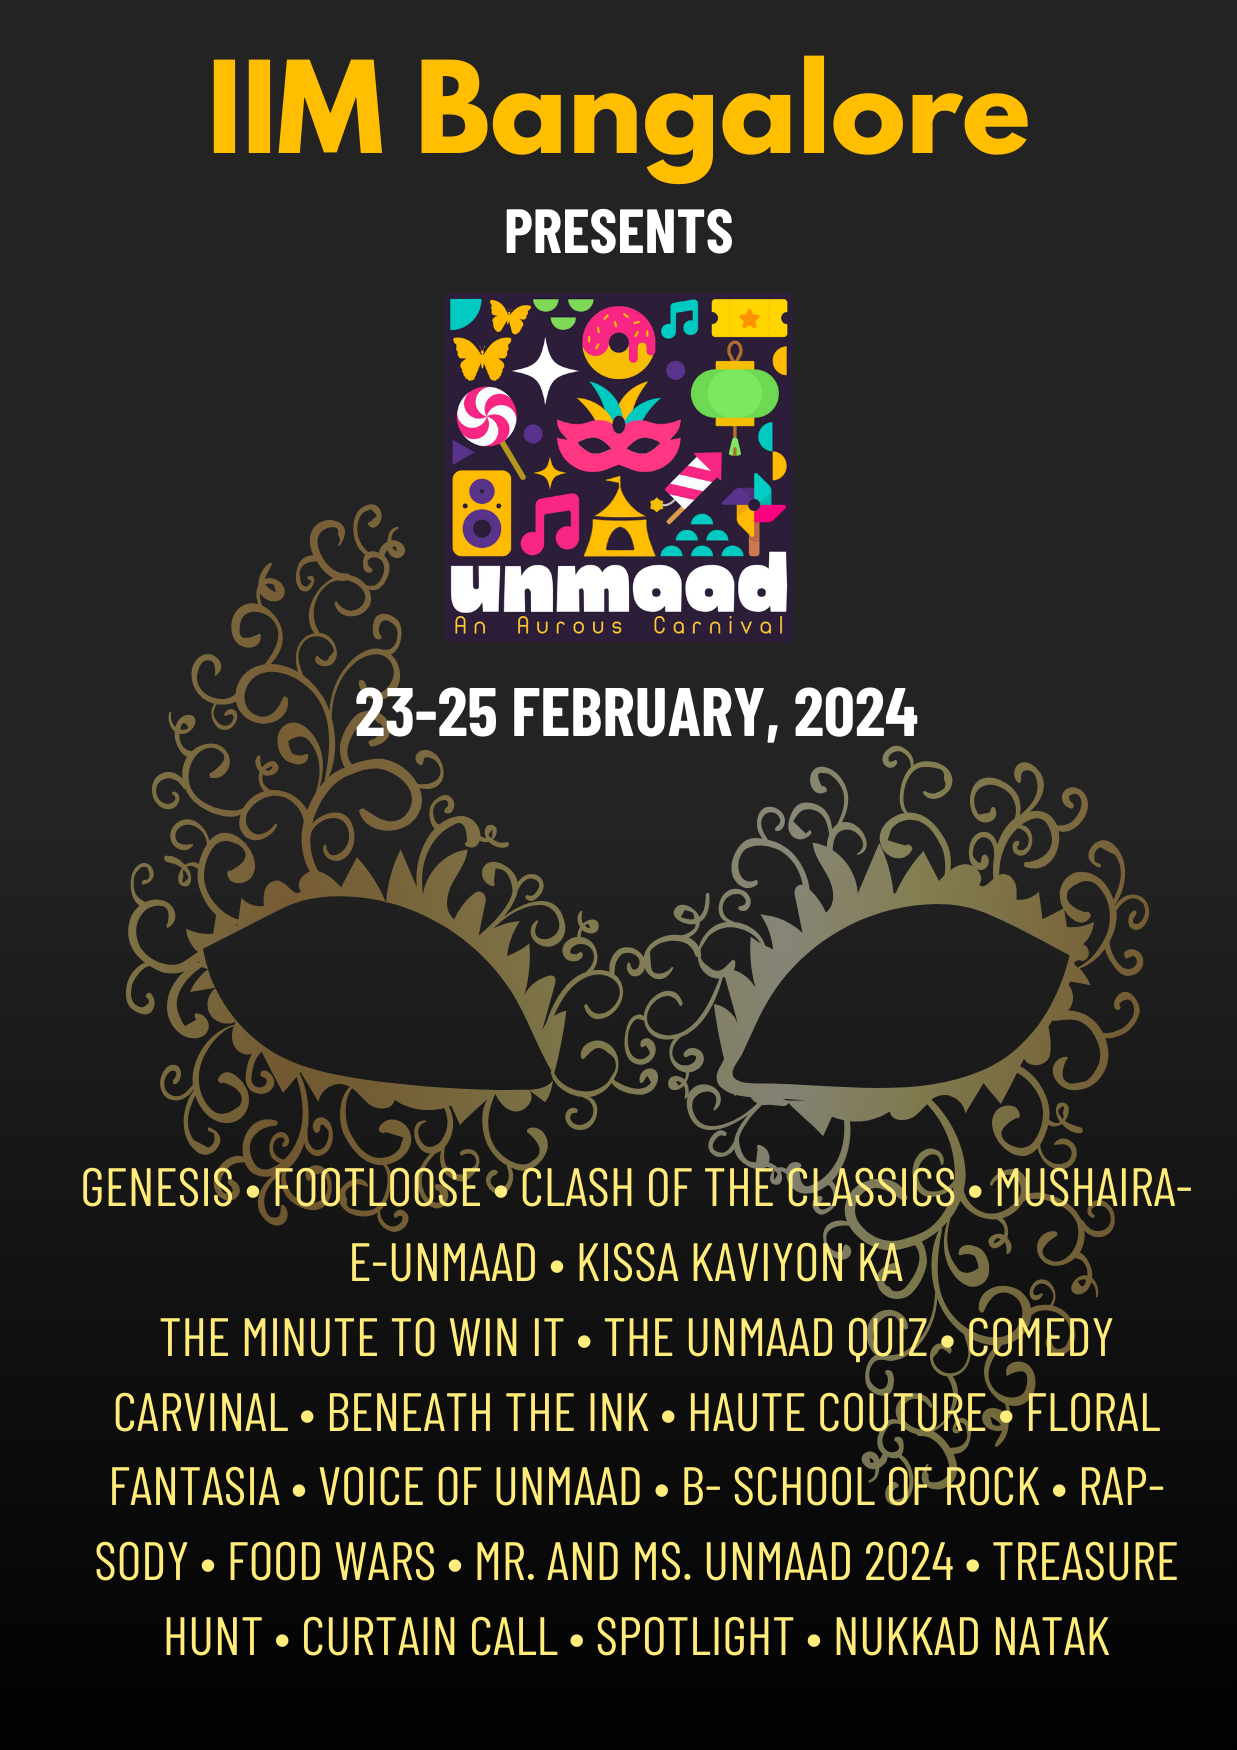 IIM Bangalore
PRESENTS
unmaad
An Aurous Carnival
23-25 FEBRUARY, 2024
GENESIS • FOOTLOOSE • CLASH OF THE CLASSICS • MUSHAIRA-
E-UNMAAD • KISSA KAVIYON KA
THE MINUTE TO WIN IT • THE UNMAAD QUIZ • COMEDY
CARVINAL • BENEATH THE INK • HAUTE COUTURE • FLORAL
FANTASIA • VOICE OF UNMAAD • B- SCHOOL OF ROCK • RAP-
SODY • FOOD WARS • MR. AND MS. UNMAAD 2024 • TREASURE
HUNT • CURTAIN CALL • SPOTLIGHT • NUKKAD NATAK